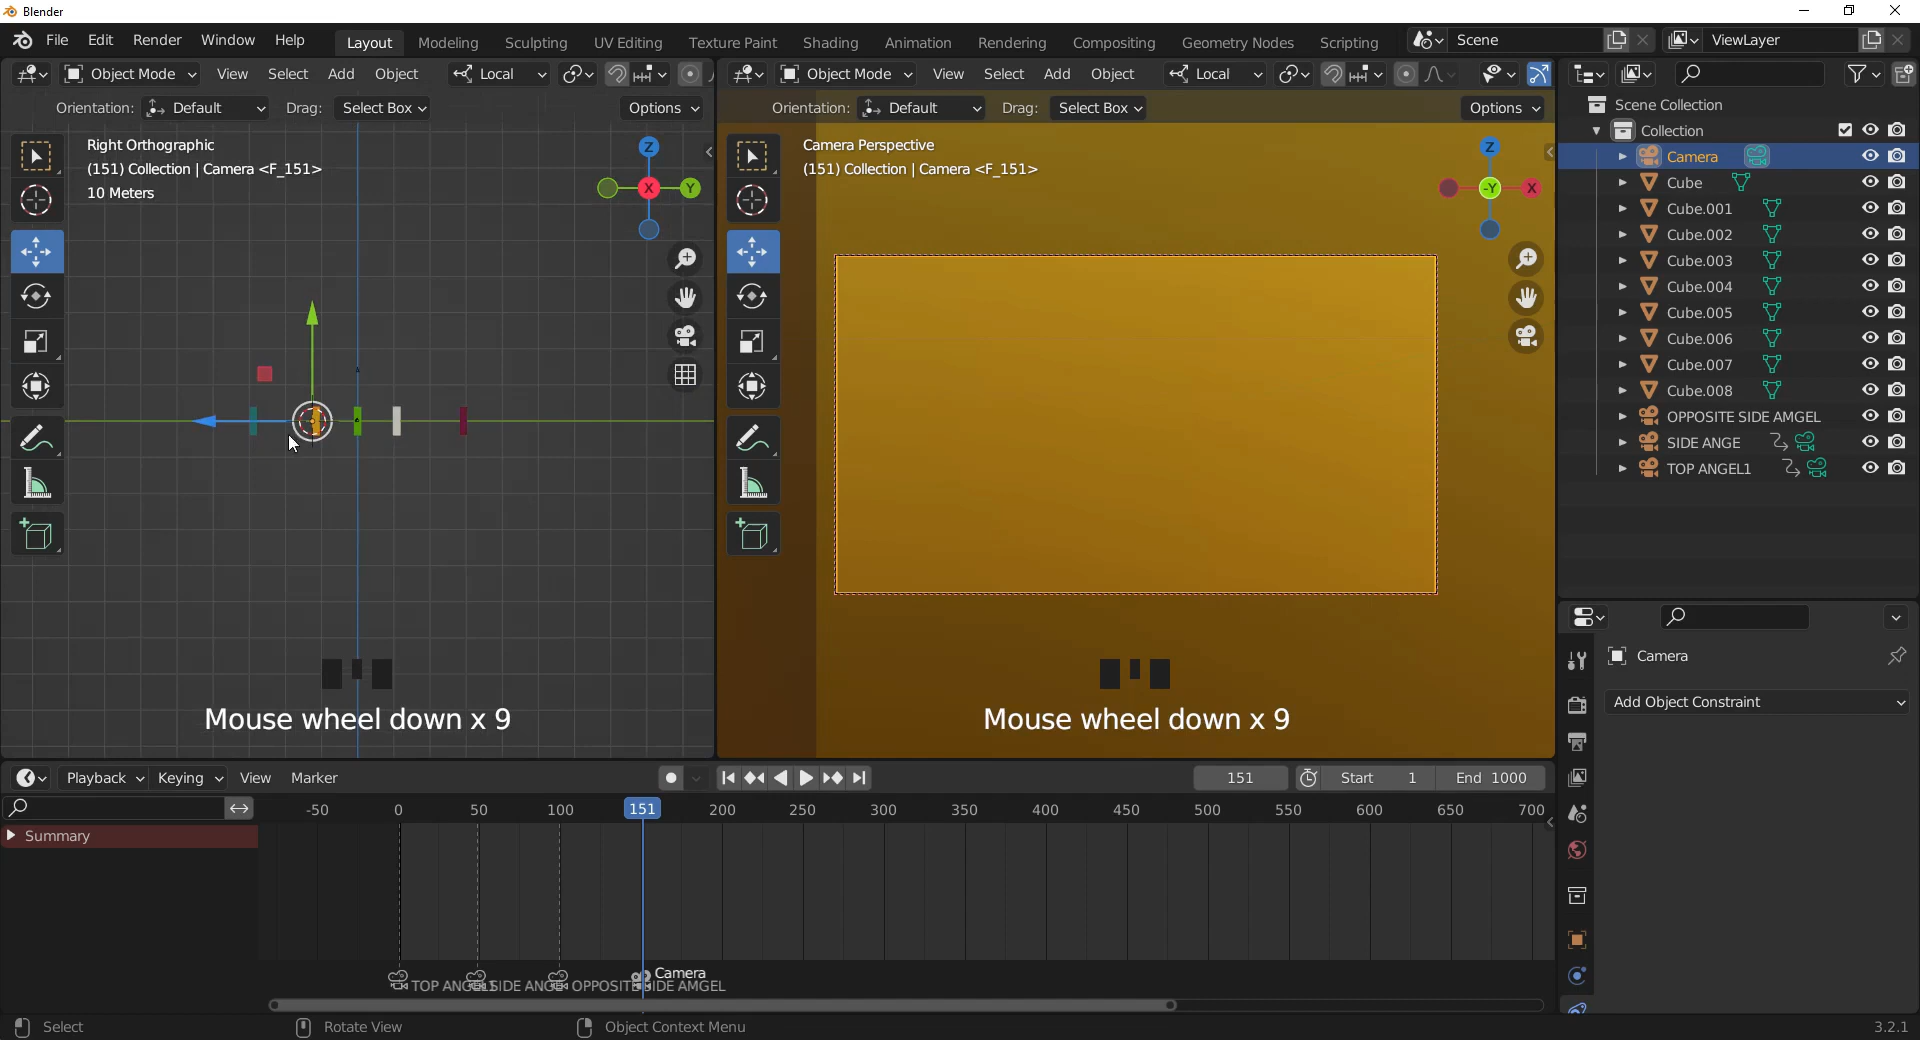 Blender
File Edit Render Window Help Layout Modeling Sculpting UV Editing Texture Paint Shading Animation Rendering Compositing Geometry Nodes Scripting Scene ViewLayer
Object Mode View Select Add Object Local
Object Mode View Select Add Object Local
Orientation: Default Drag: Select Box Options
Orientation: Default Drag: Select Box Options
Right Orthographic
(151) Collection | Camera <F_151>
10 Meters
Z
X
Y
Camera Perspective
(151) Collection | Camera <F_151>
Z
-Y
X
Mouse wheel down x 9
Mouse wheel down x 9
Scene Collection
Collection
Camera
Cube
Cube.001
Cube.002
Cube.003
Cube.004
Cube.005
Cube.006
Cube.007
Cube.008
OPPOSITE SIDE AMGEL
SIDE ANGE
TOP ANGEL1
Camera
Add Object Constraint
Playback Keying View Marker 151 Start 1 End 1000
-50 0 50 100 151 200 250 300 350 400 450 500 550 600 650 700
Summary
Camera
TOP ANGEL1 SIDE ANGE OPPOSITE SIDE AMGEL
Select Rotate View Object Context Menu 3.2.1